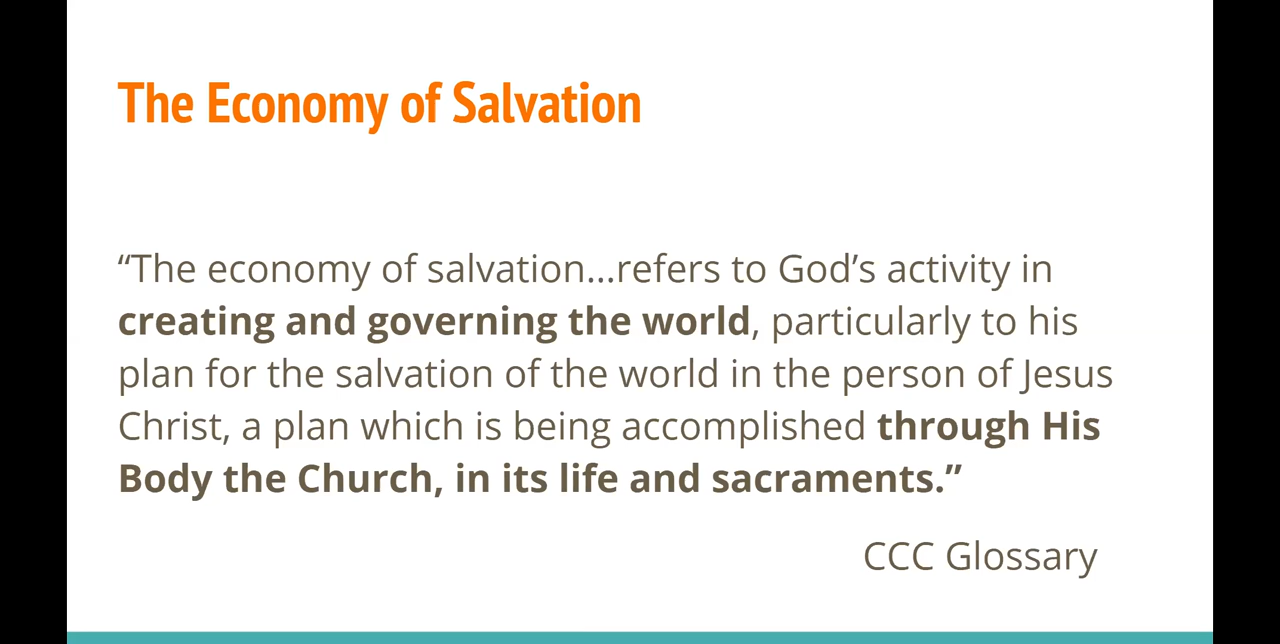 The Economy of Salvation
“The economy of salvation...refers to God’s activity in
creating and governing the world, particularly to his
plan for the salvation of the world in the person of Jesus
Christ, a plan which is being accomplished through His
Body the Church, in its life and sacraments.”
CCC Glossary